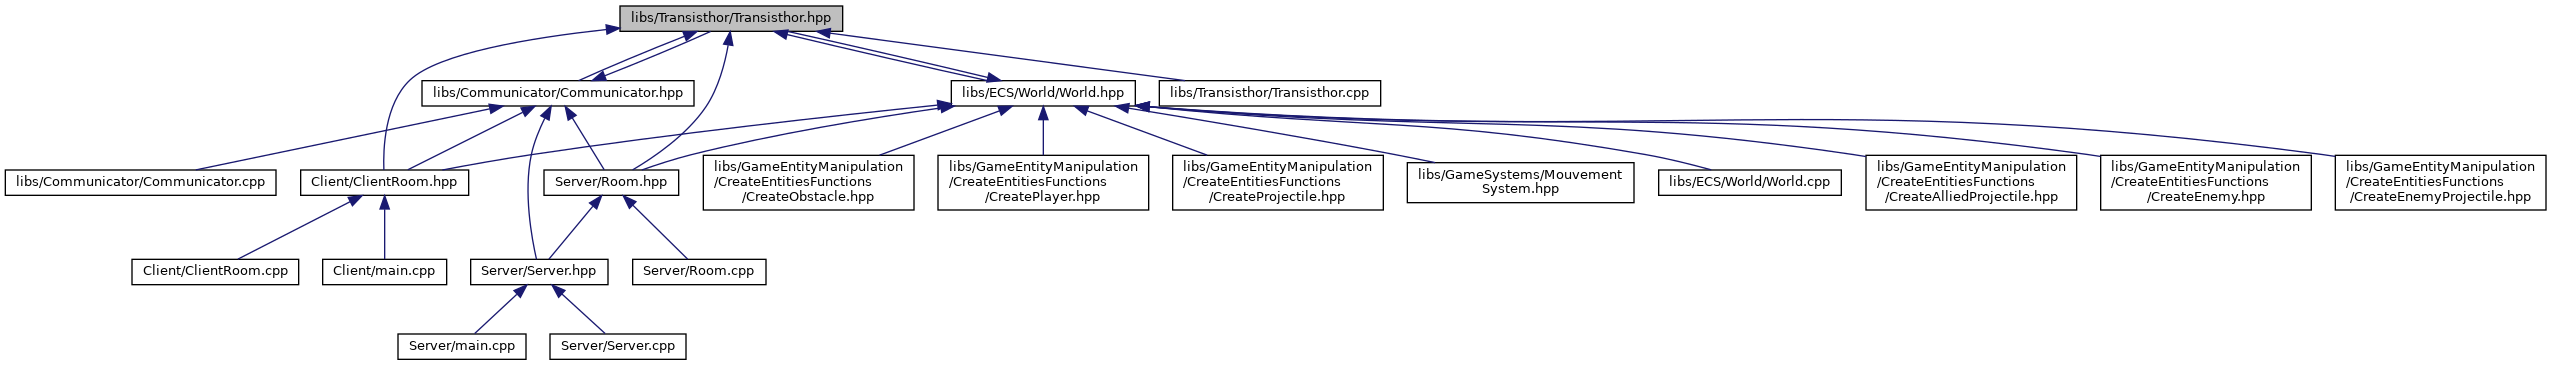 libs/Transisthor/Transisthor.hpp
libs/Communicator/Communicator.hpp
libs/ECS/World/World.hpp
libs/Transisthor/Transisthor.cpp
libs/Communicator/Communicator.cpp
Client/ClientRoom.hpp
Server/Room.hpp
libs/GameEntityManipulation
/CreateEntitiesFunctions
/CreateObstacle.hpp
libs/GameEntityManipulation
/CreateEntitiesFunctions
/CreatePlayer.hpp
libs/GameEntityManipulation
/CreateEntitiesFunctions
/CreateProjectile.hpp
libs/GameSystems/Mouvement
System.hpp
libs/ECS/World/World.cpp
libs/GameEntityManipulation
/CreateEntitiesFunctions
/CreateAlliedProjectile.hpp
libs/GameEntityManipulation
/CreateEntitiesFunctions
/CreateEnemy.hpp
libs/GameEntityManipulation
/CreateEntitiesFunctions
/CreateEnemyProjectile.hpp
Client/ClientRoom.cpp
Client/main.cpp
Server/Server.hpp
Server/Room.cpp
Server/main.cpp
Server/Server.cpp